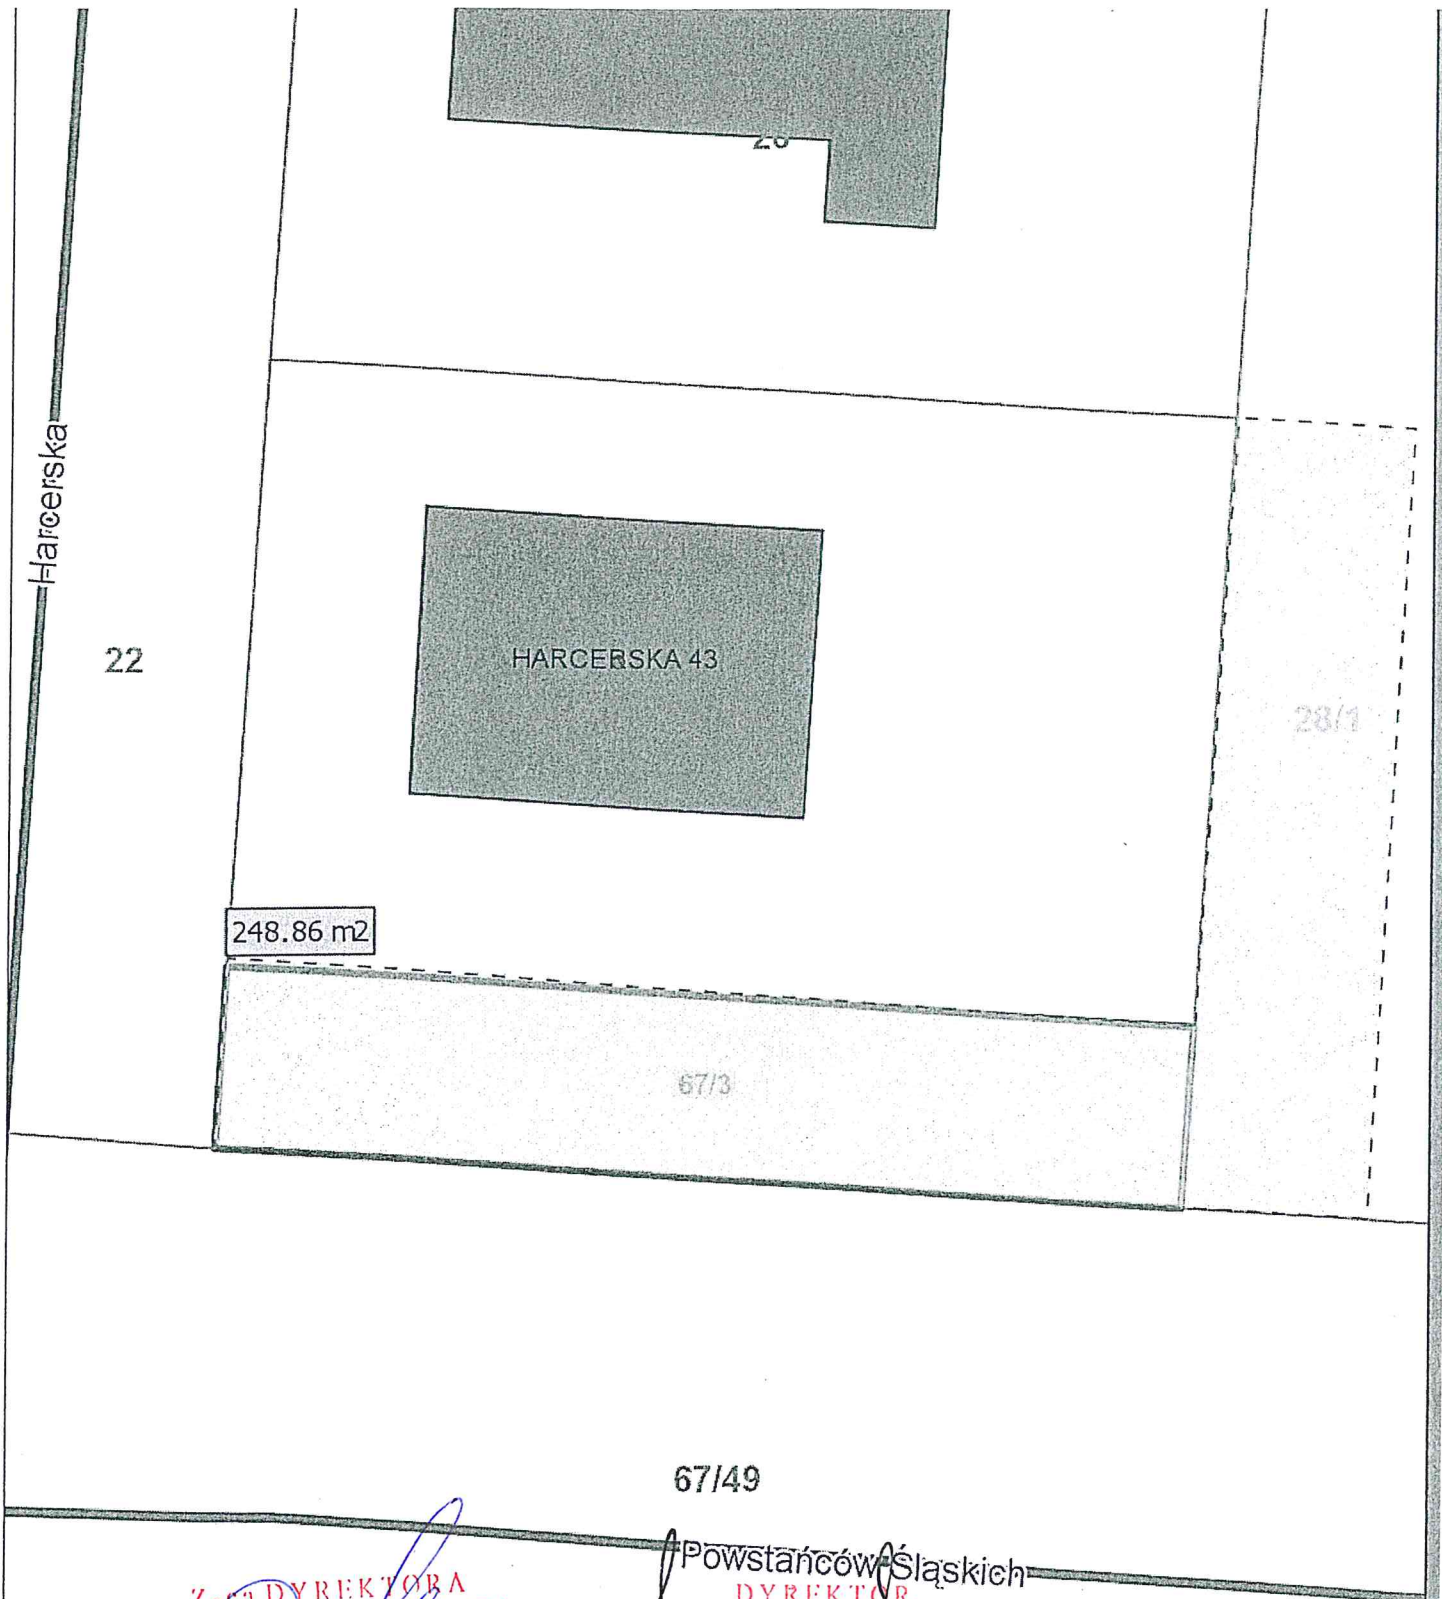 Harcerska
22
HARCERSKA 43
28/1
248.86 m2
67/3
67/49
Powstańców Śląskich
DYREKTORA
DYREKTOR